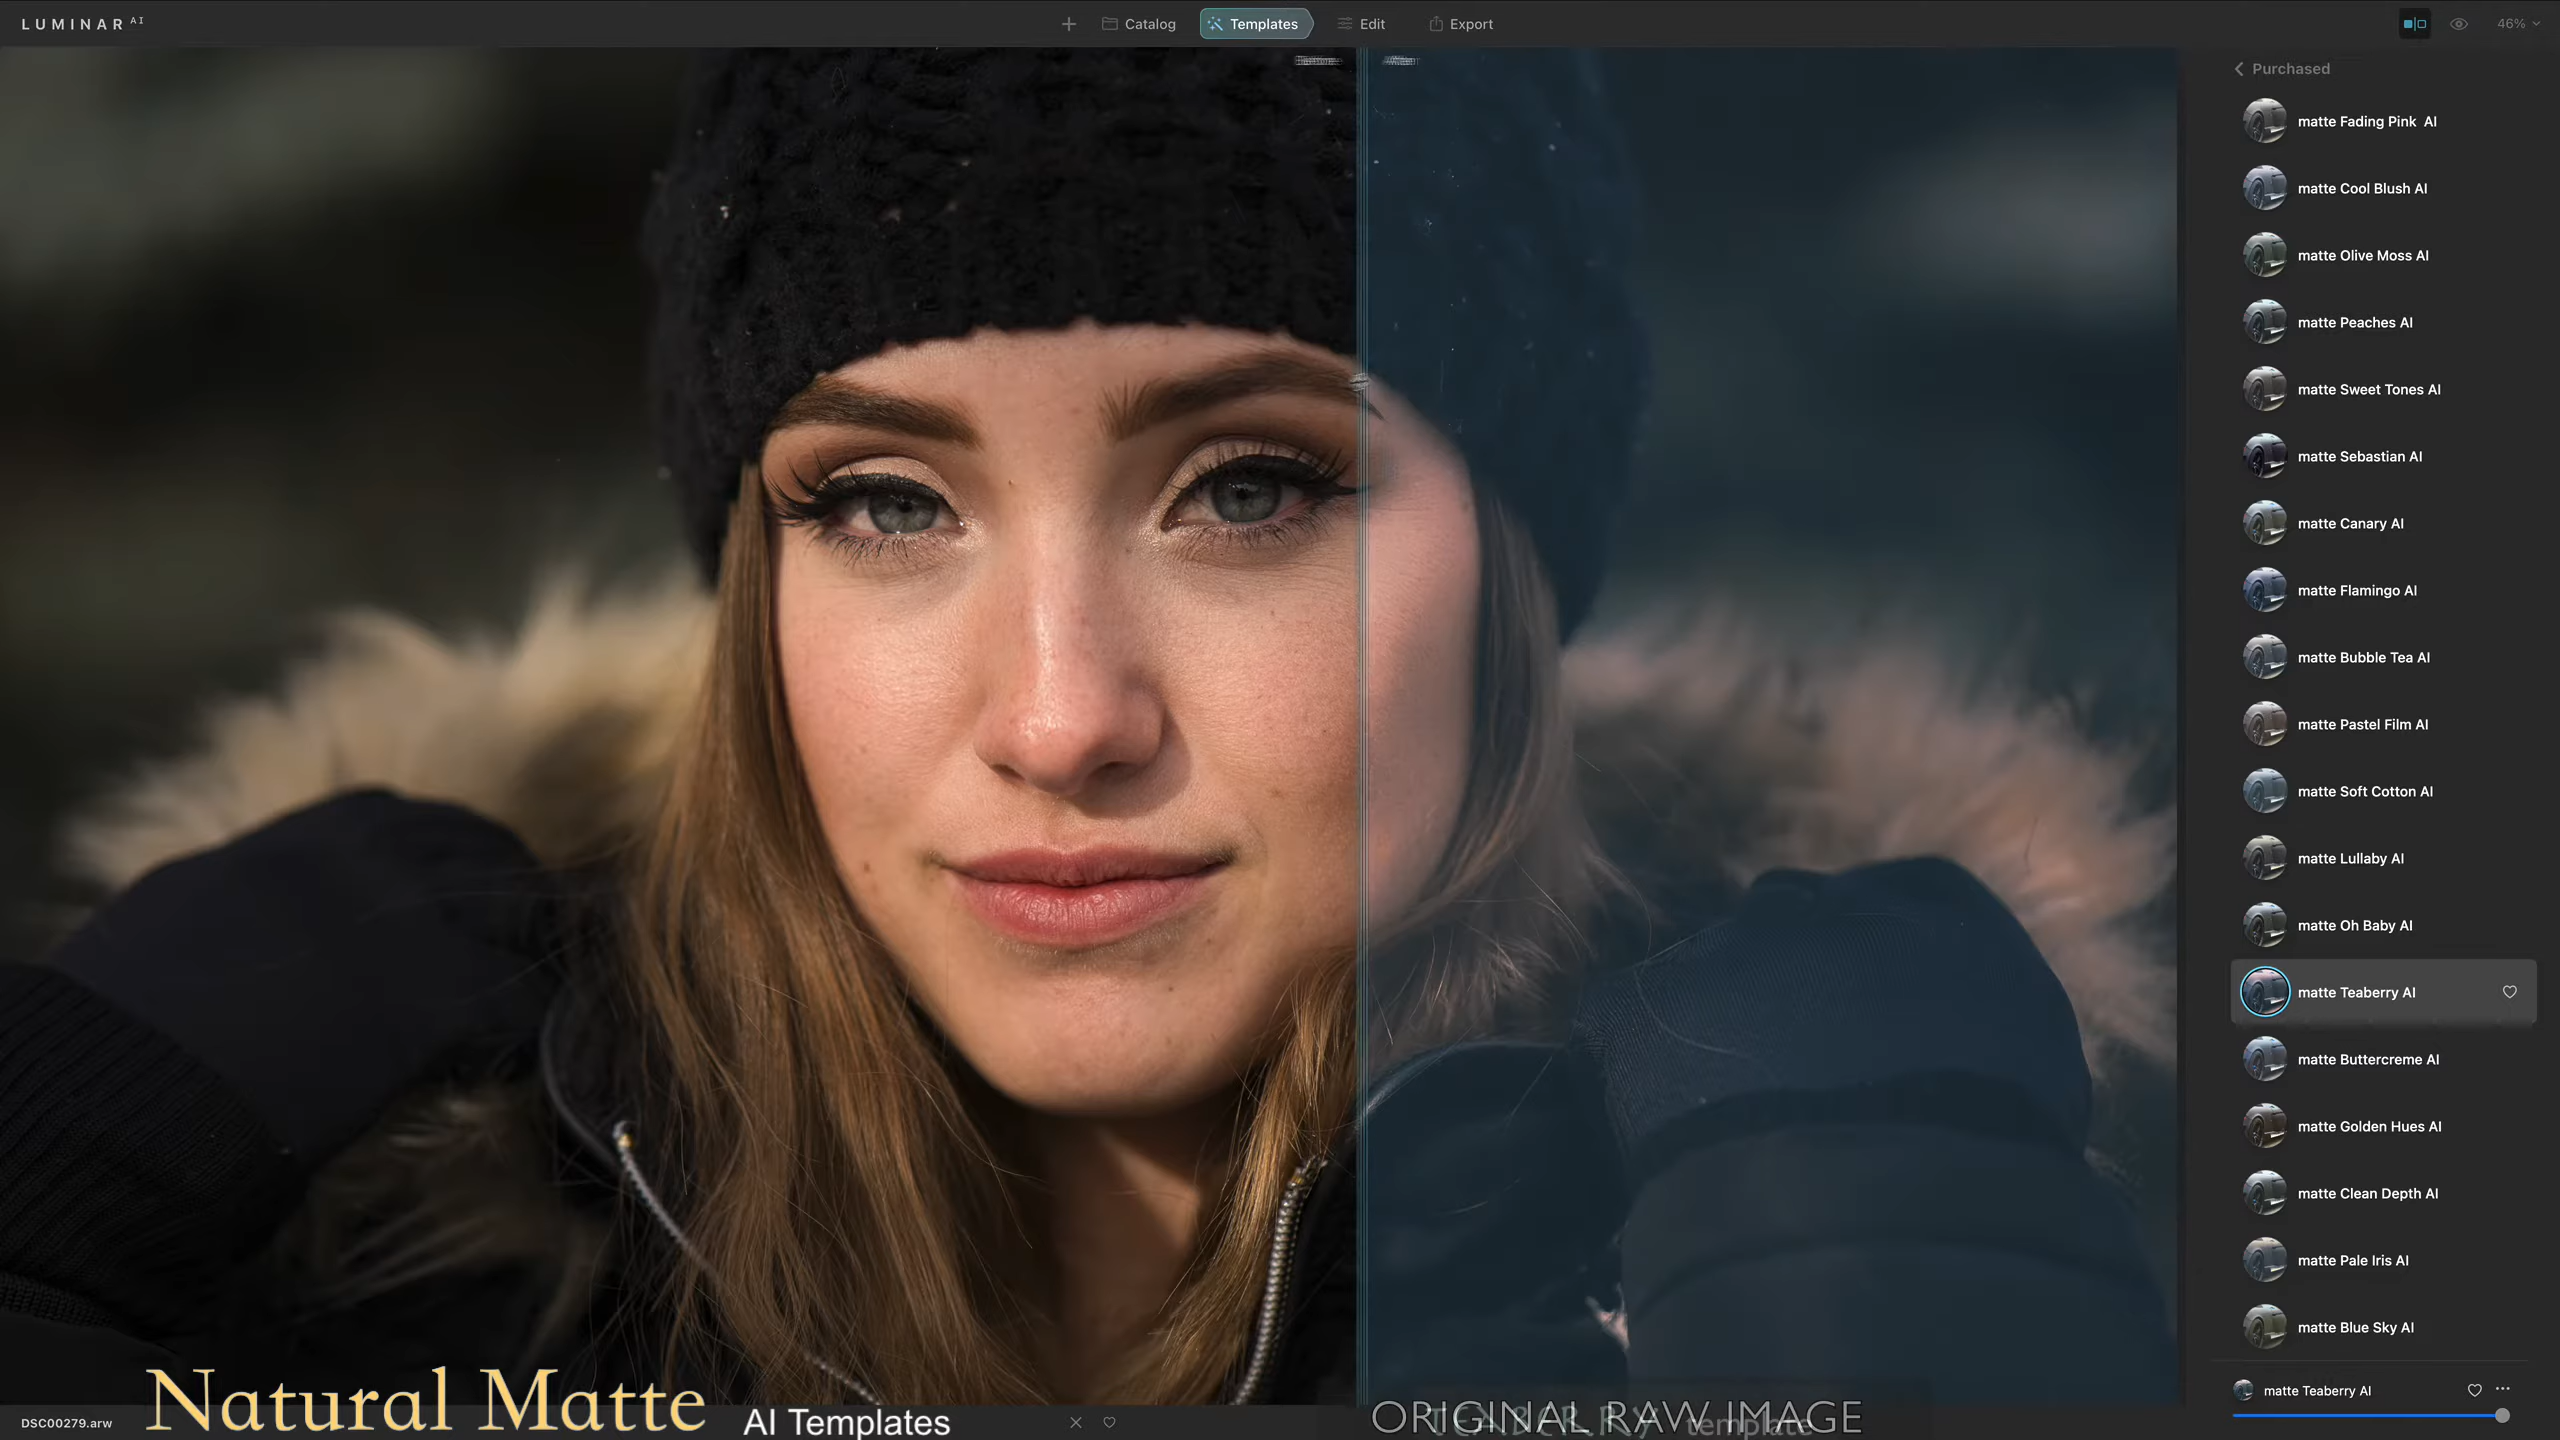 LUMINAR AI
Catalog
Templates
Edit
Export
46%
Purchased
matte Fading Pink AI
matte Cool Blush AI
matte Olive Moss AI
matte Peaches AI
matte Sweet Tones AI
matte Sebastian AI
matte Canary AI
matte Flamingo AI
matte Bubble Tea AI
matte Pastel Film AI
matte Soft Cotton AI
matte Lullaby AI
matte Oh Baby AI
matte Teaberry AI
matte Buttercreme AI
matte Golden Hues AI
matte Clean Depth AI
matte Pale Iris AI
matte Blue Sky AI
matte Teaberry AI
DSC00279.arw
Natural Matte
AI Templates
ORIGINAL RAW IMAGE
TEABERRY template